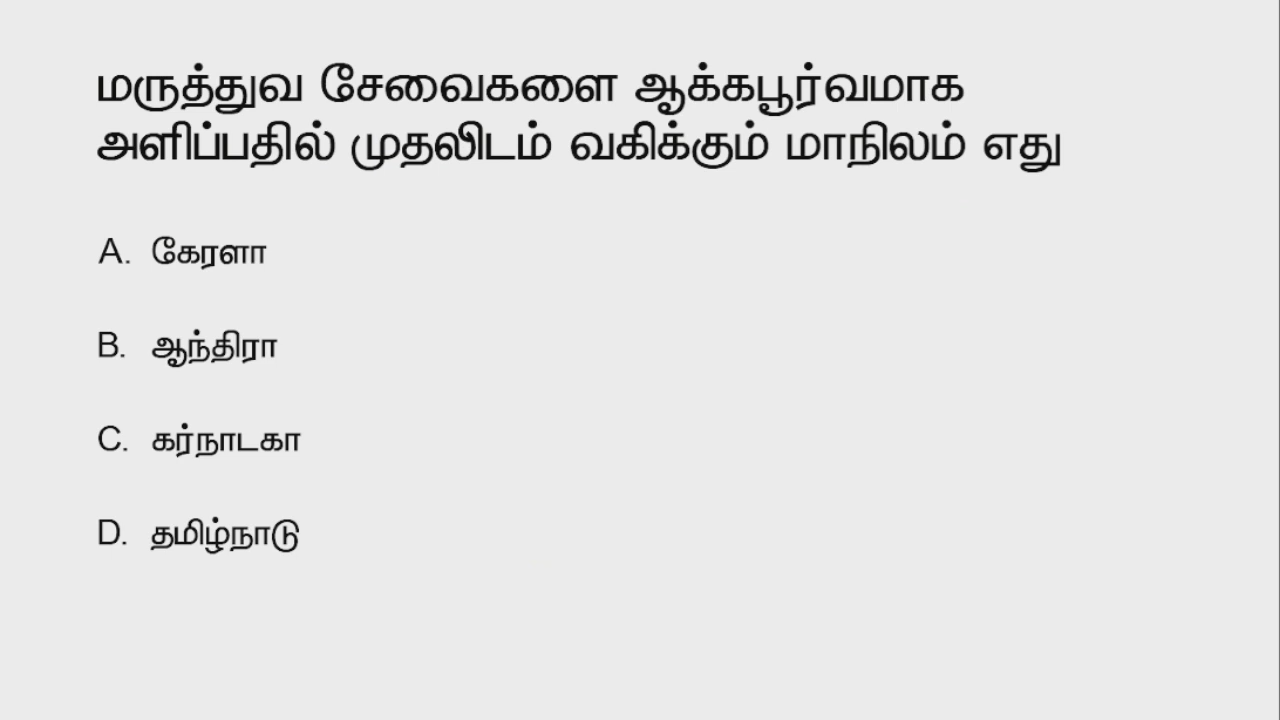 மருத்துவ சேவைகளை ஆக்கபூர்வமாக
அளிப்பதில் முதலிடம் வகிக்கும் மாநிலம் எது
A. கேரளா
B. ஆந்திரா
C. கர்நாடகா
D. தமிழ்நாடு